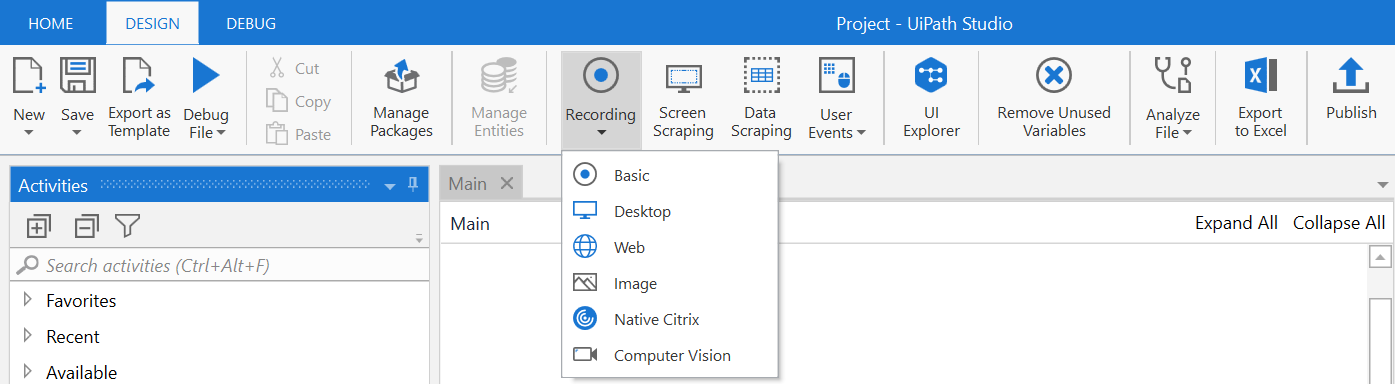 HOME DESIGN DEBUG Project - UiPath Studio
New Save Export as Template Debug File Cut Copy Paste Manage Packages Manage Entities Recording Screen Scraping Data Scraping User Events UI Explorer Remove Unused Variables Analyze File Export to Excel Publish
Activities
Search activities (Ctrl+Alt+F)
Favorites
Recent
Available
Basic
Desktop
Web
Image
Native Citrix
Computer Vision
Main
Main Expand All Collapse All